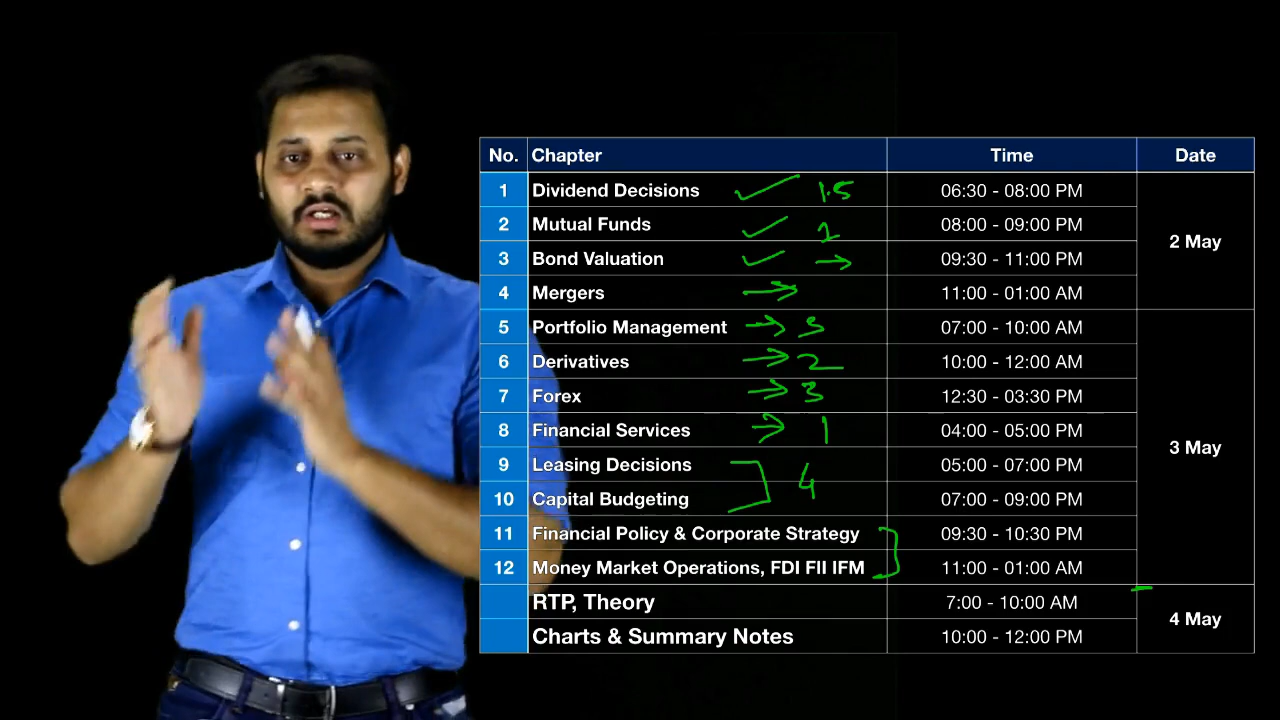 No. Chapter Time Date
1 Dividend Decisions 1.5 06:30 - 08:00 PM
2 Mutual Funds 1 08:00 - 09:00 PM
2 May
3 Bond Valuation → 09:30 - 11:00 PM
4 Mergers → 11:00 - 01:00 AM
5 Portfolio Management → 3 07:00 - 10:00 AM
6 Derivatives → 2 10:00 - 12:00 AM
7 Forex → 3 12:30 - 03:30 PM
8 Financial Services → 1 04:00 - 05:00 PM
3 May
9 Leasing Decisions 05:00 - 07:00 PM
4
10 Capital Budgeting 07:00 - 09:00 PM
11 Financial Policy & Corporate Strategy 09:30 - 10:30 PM
12 Money Market Operations, FDI FII IFM 11:00 - 01:00 AM
RTP, Theory 7:00 - 10:00 AM
4 May
Charts & Summary Notes 10:00 - 12:00 PM